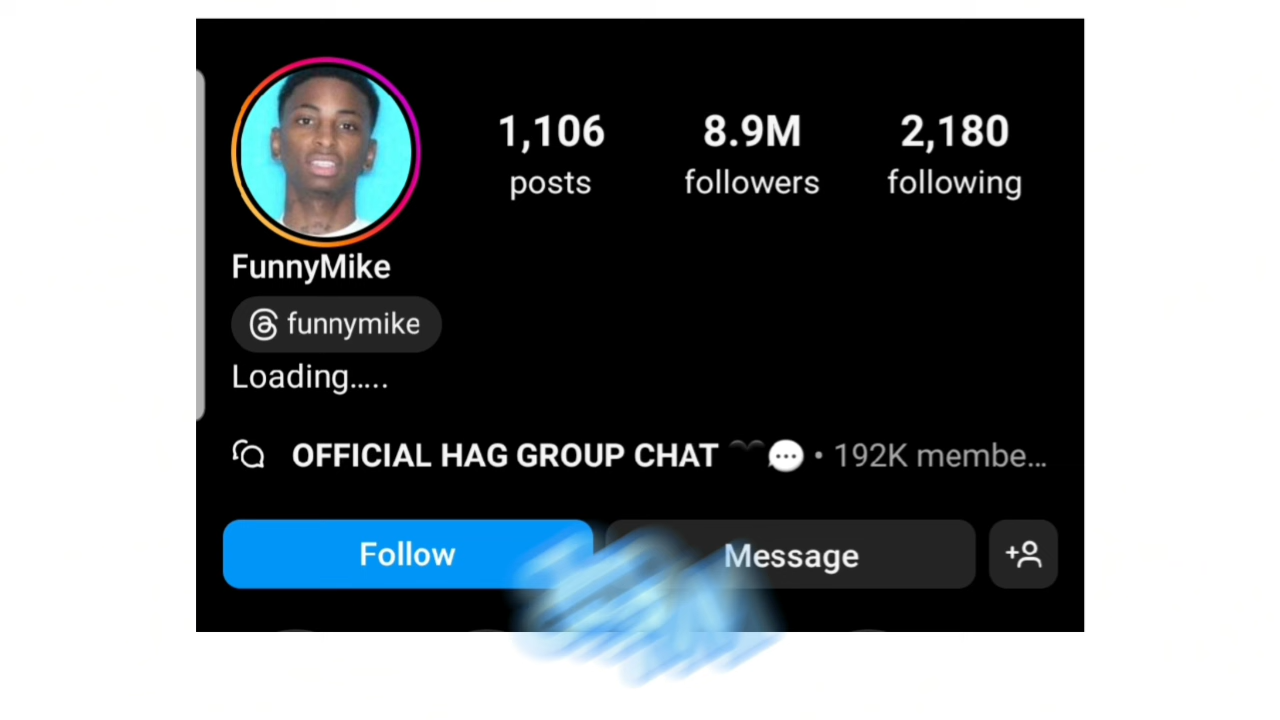 1,106 8.9M 2,180
posts followers following
FunnyMike
funnymike
Loading.....
OFFICIAL HAG GROUP CHAT 💬 • 192K membe...
Follow Message